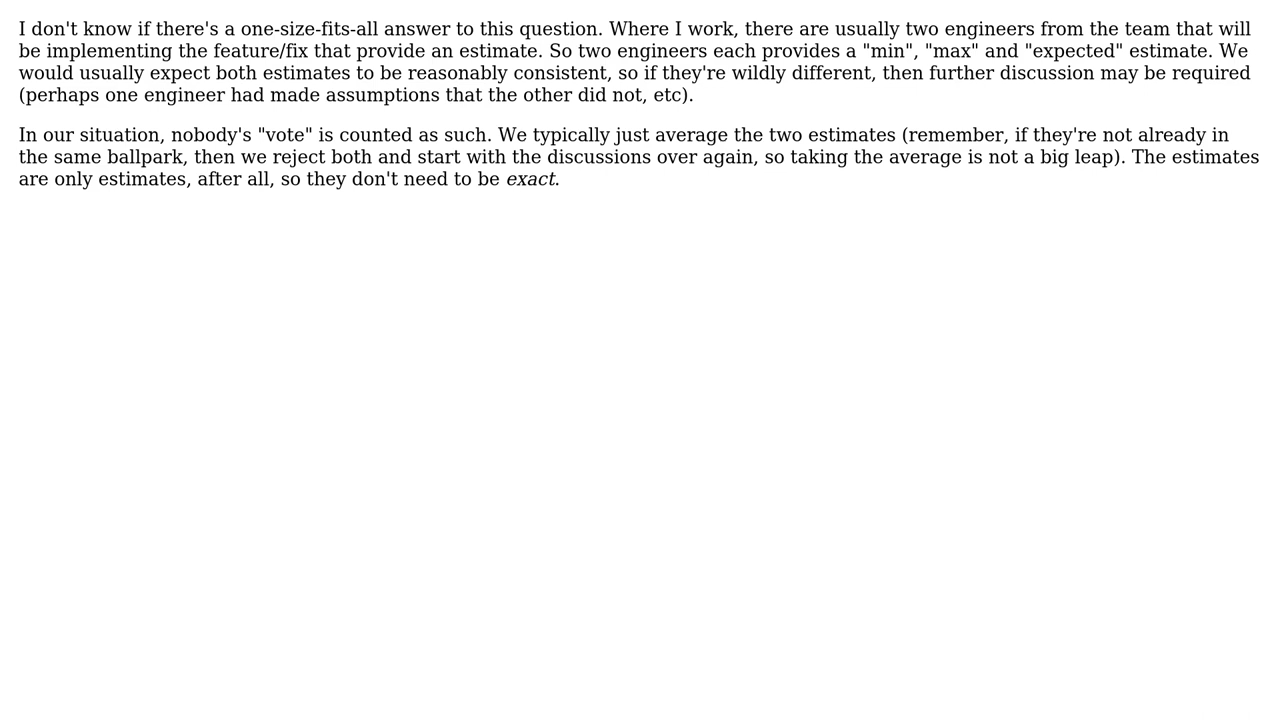 I don't know if there's a one-size-fits-all answer to this question. Where I work, there are usually two engineers from the team that will
be implementing the feature/fix that provide an estimate. So two engineers each provides a "min", "max" and "expected" estimate. We
would usually expect both estimates to be reasonably consistent, so if they're wildly different, then further discussion may be required
(perhaps one engineer had made assumptions that the other did not, etc).
In our situation, nobody's "vote" is counted as such. We typically just average the two estimates (remember, if they're not already in
the same ballpark, then we reject both and start with the discussions over again, so taking the average is not a big leap). The estimates
are only estimates, after all, so they don't need to be exact.